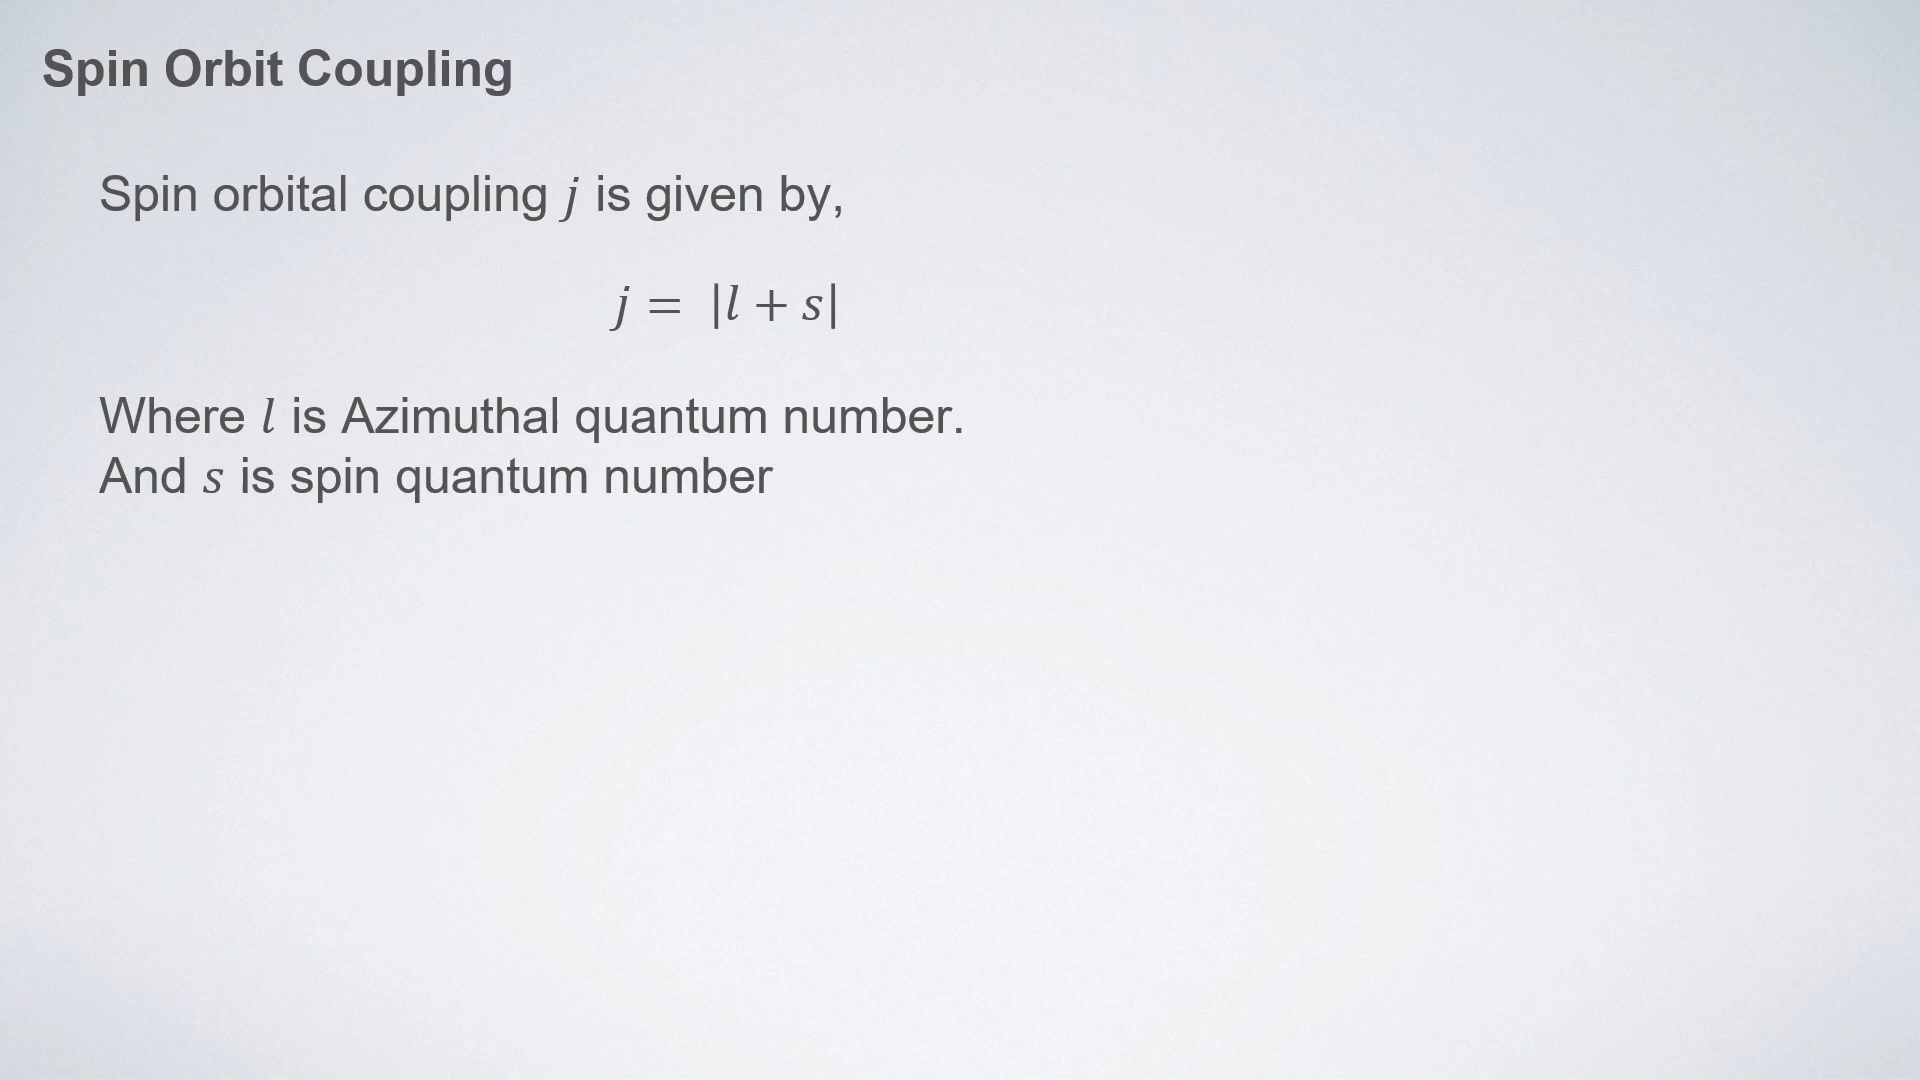 Spin Orbit Coupling
Spin orbital coupling j is given by,
j = |l + s|
Where l is Azimuthal quantum number.
And s is spin quantum number